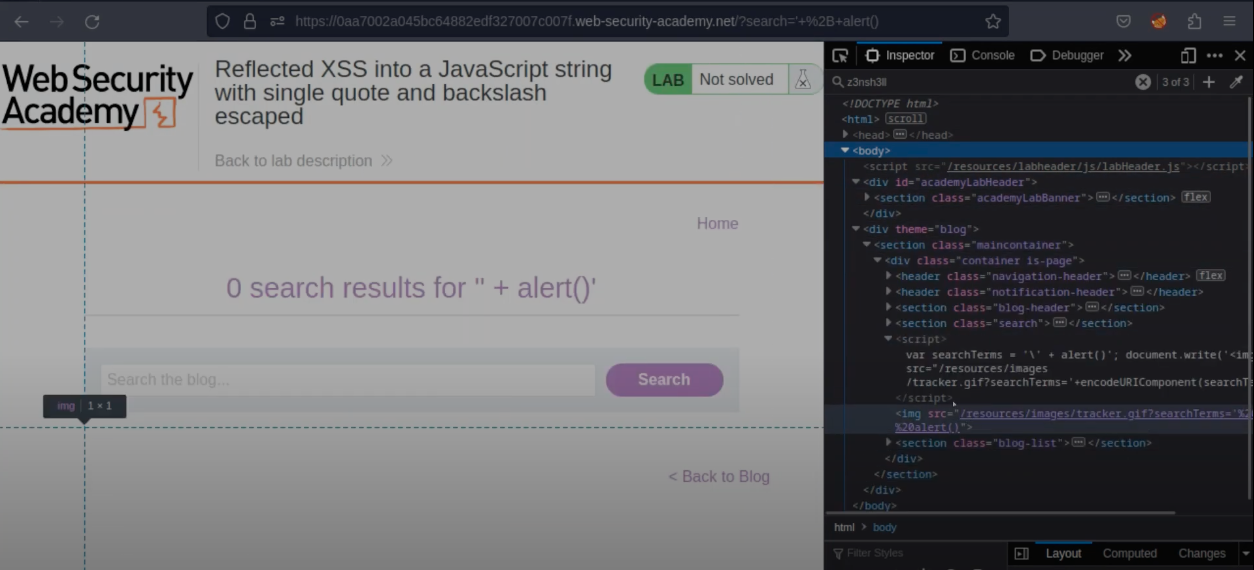 https://0aa7002a045bc64882edf327007c007f.web-security-academy.net/?search='+%2B+alert()
WebSecurity
Academy
Reflected XSS into a JavaScript string
with single quote and backslash
escaped
LAB Not solved
Back to lab description
Home
0 search results for '' + alert()'
Search the blog...
Search
img 1 × 1
< Back to Blog
Inspector Console Debugger
z3nsh3ll
3 of 3
<!DOCTYPE html>
<html> scroll
<head> </head>
<body>
<script src="/resources/labheader/js/labHeader.js"></script
<div id="academyLabHeader">
<section class="academyLabBanner"> </section> flex
</div>
<div theme="blog">
<section class="maincontainer">
<div class="container is-page">
<header class="navigation-header"> </header> flex
<header class="notification-header"> </header>
<section class="blog-header"> </section>
<section class="search"> </section>
<script>
var searchTerms = '\' + alert()'; document.write('<im
src="/resources/images
/tracker.gif?searchTerms='+encodeURIComponent(searchTe
</script>
<img src="/resources/images/tracker.gif?searchTerms='%2
%20alert()">
<section class="blog-list"> </section>
</div>
</section>
</div>
</body>
html > body
Filter Styles
Layout Computed Changes